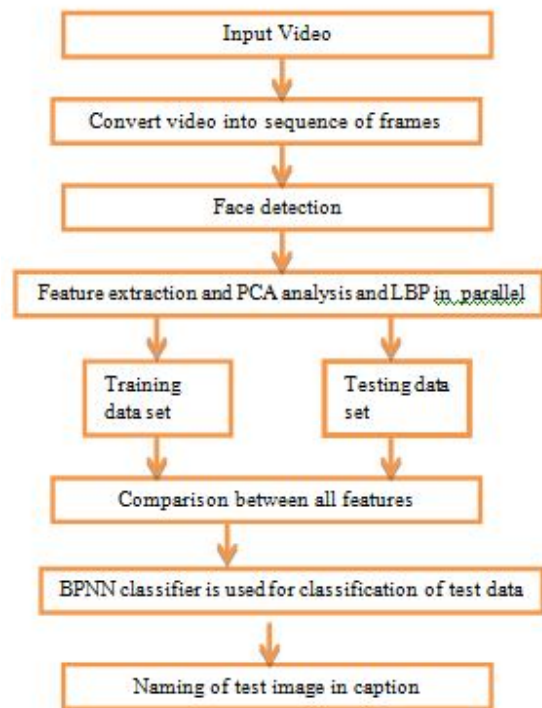 Input Video
Convert video into sequence of frames
Face detection
Feature extraction and PCA analysis and LBP in parallel
Training
data set
Testing data
set
Comparison between all features
BPNN classifier is used for classification of test data
Naming of test image in caption